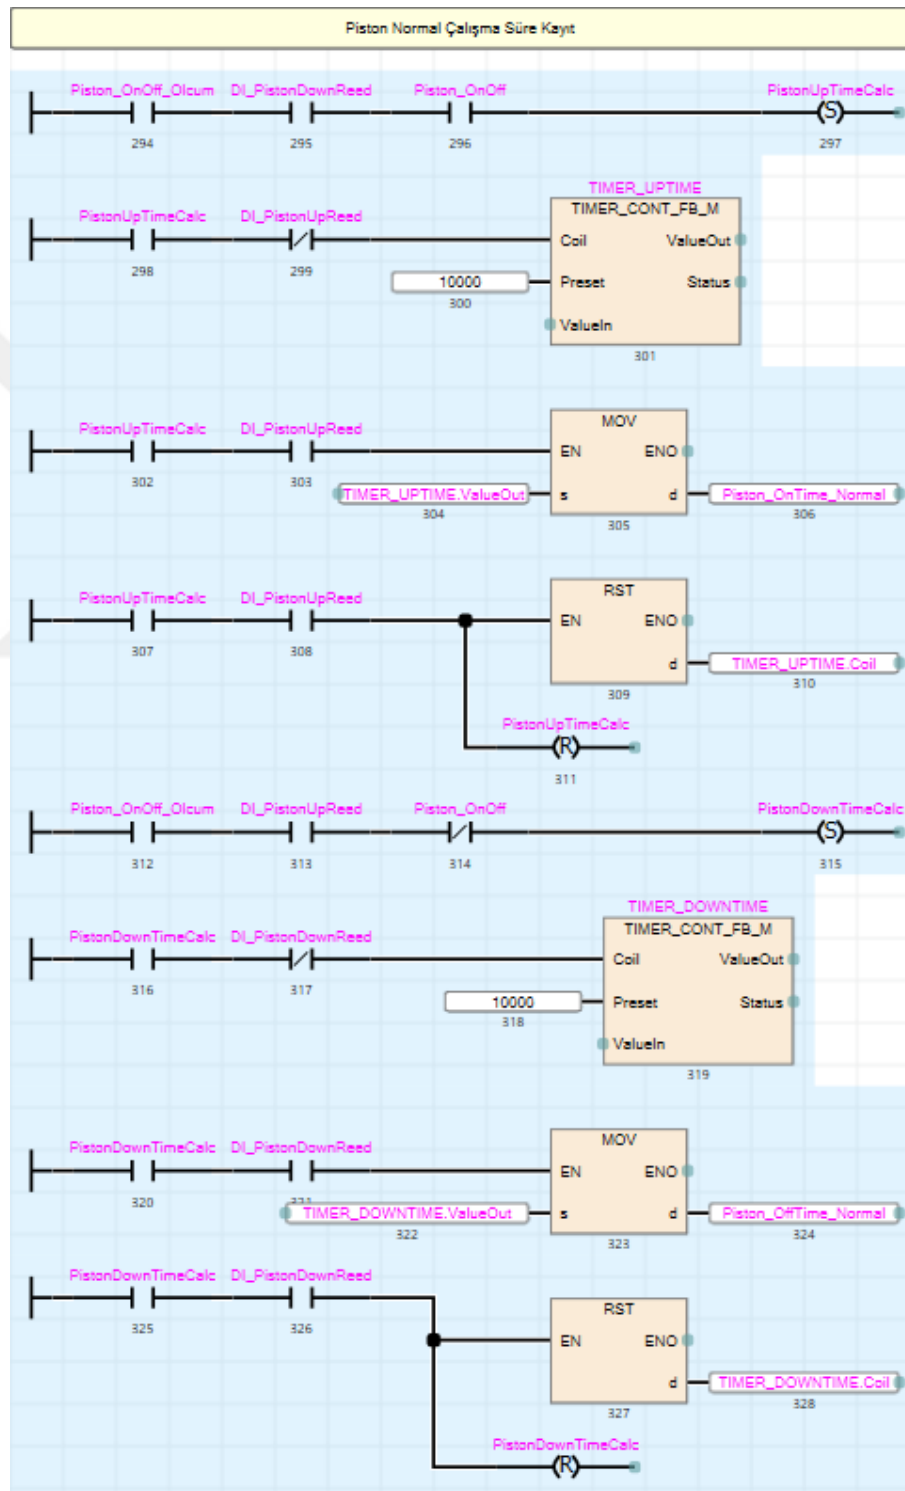 Piston Normal Çalışma Süre Kayıt
Piston_OnOff_Olcum DI_PistonDownReed Piston_OnOff PistonUpTimeCalc
(S)
294 295 296 297
TIMER_UPTIME
PistonUpTimeCalc DI_PistonUpReed TIMER_CONT_FB_M
Coil ValueOut
298 299
10000 Preset Status
300
ValueIn
301
PistonUpTimeCalc DI_PistonUpReed MOV
EN ENO
302 303
TIMER_UPTIME.ValueOut s d Piston_OnTime_Normal
304 305 306
PistonUpTimeCalc DI_PistonUpReed RST
EN ENO
307 308
d TIMER_UPTIME.Coil
309 310
PistonUpTimeCalc
(R)
311
Piston_OnOff_Olcum DI_PistonUpReed Piston_OnOff PistonDownTimeCalc
(S)
312 313 314 315
TIMER_DOWNTIME
PistonDownTimeCalc DI_PistonDownReed TIMER_CONT_FB_M
Coil ValueOut
316 317
10000 Preset Status
318
ValueIn
319
PistonDownTimeCalc DI_PistonDownReed MOV
EN ENO
320 321
TIMER_DOWNTIME.ValueOut s d Piston_OffTime_Normal
322 323 324
PistonDownTimeCalc DI_PistonDownReed
RST
325 326
EN ENO
d TIMER_DOWNTIME.Coil
327 328
PistonDownTimeCalc
(R)